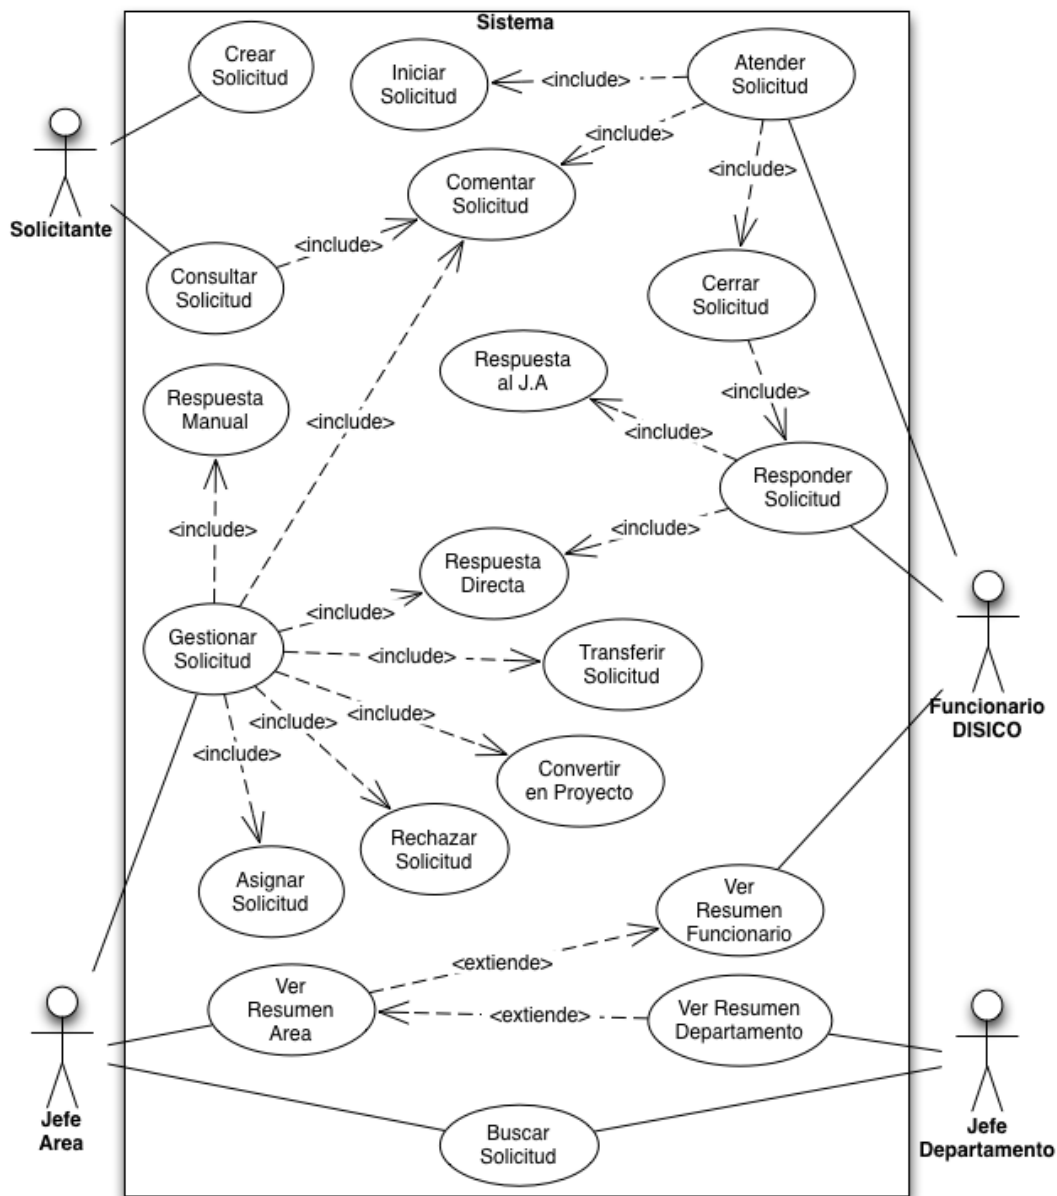 Sistema
Crear
Solicitud
Iniciar
Solicitud
<include>
Atender
Solicitud
<include>
Comentar
Solicitud
<include>
Solicitante
<include>
Consultar
Solicitud
Cerrar
Solicitud
Respuesta
al J.A
Respuesta
Manual
<include>
<include>
<include>
Responder
Solicitud
<include>
<include>
Respuesta
Directa
<include>
Gestionar
Solicitud
<include>
Transferir
Solicitud
Funcionario
DISICO
<include>
<include>
<include>
Convertir
en Proyecto
Rechazar
Solicitud
Asignar
Solicitud
Ver
Resumen
Funcionario
<extiende>
Ver
Resumen
Area
<extiende>
Ver Resumen
Departamento
Jefe
Area
Buscar
Solicitud
Jefe
Departamento